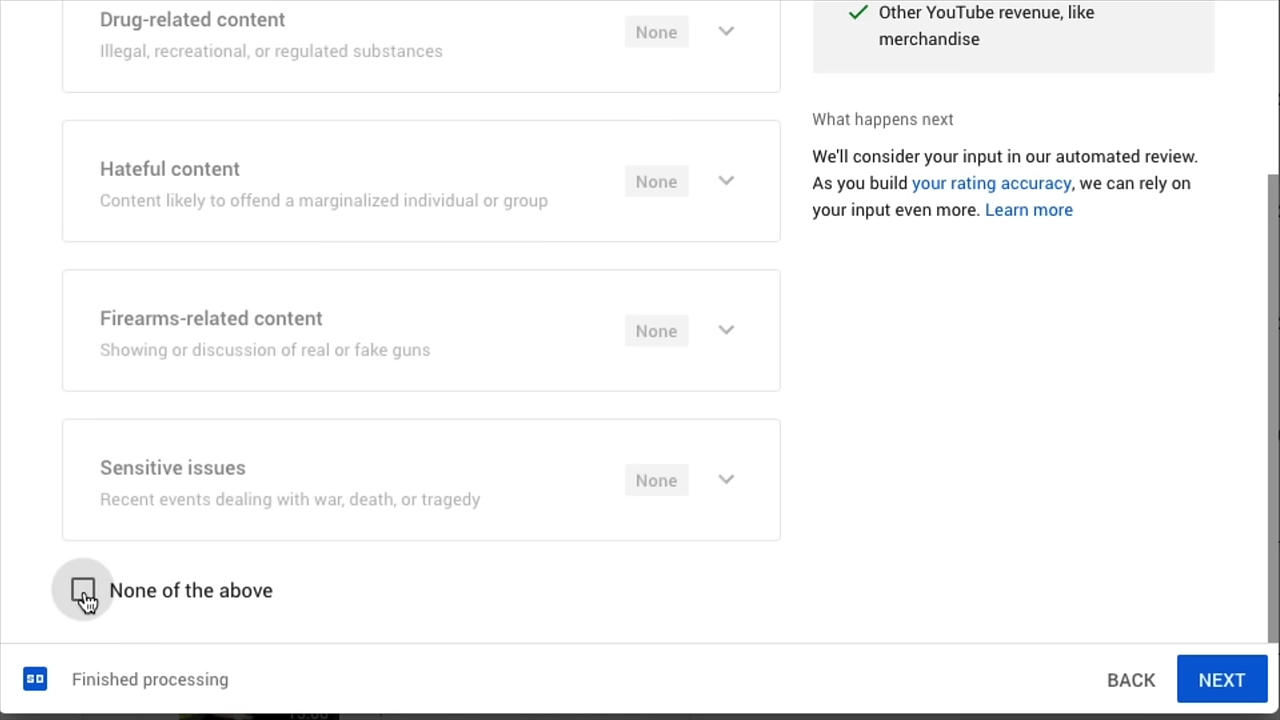 Drug-related content
Illegal, recreational, or regulated substances
None
Hateful content
Content likely to offend a marginalized individual or group
None
Firearms-related content
Showing or discussion of real or fake guns
None
Sensitive issues
Recent events dealing with war, death, or tragedy
None
None of the above
Other YouTube revenue, like
merchandise
What happens next
We'll consider your input in our automated review.
As you build your rating accuracy, we can rely on
your input even more. Learn more
SD
Finished processing
BACK
NEXT